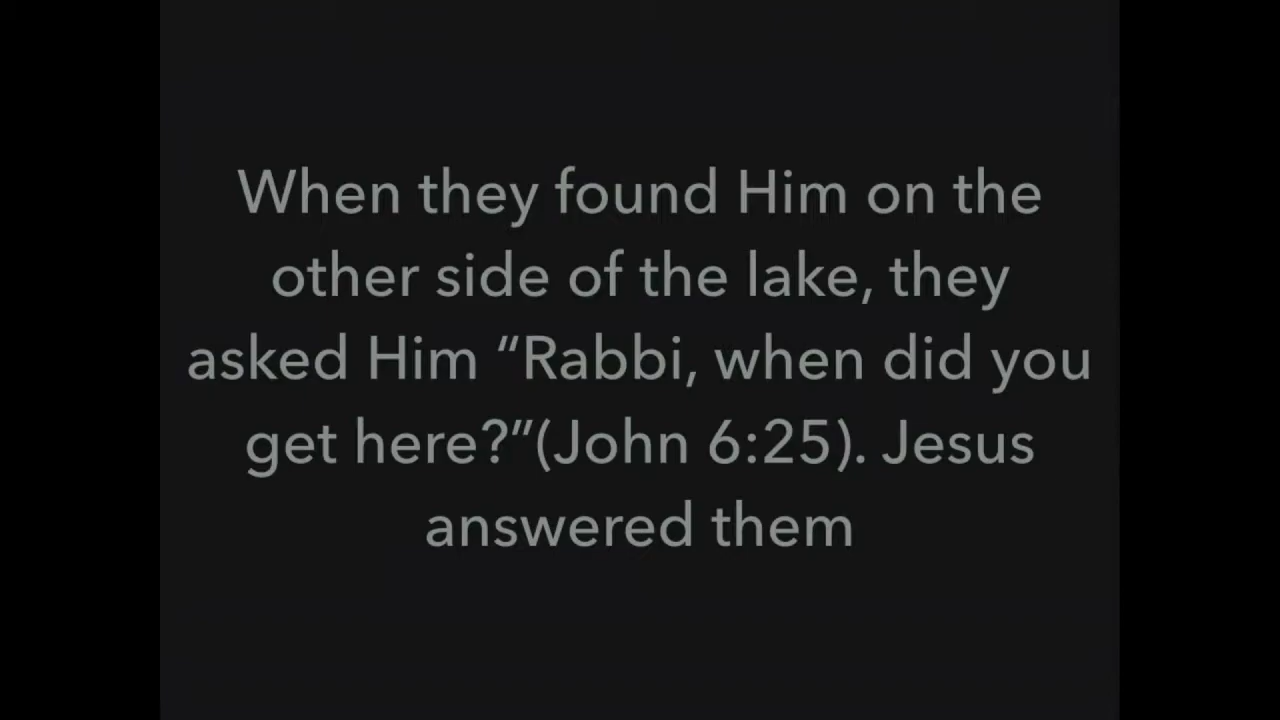 When they found Him on the
other side of the lake, they
asked Him “Rabbi, when did you
get here?”(John 6:25). Jesus
answered them